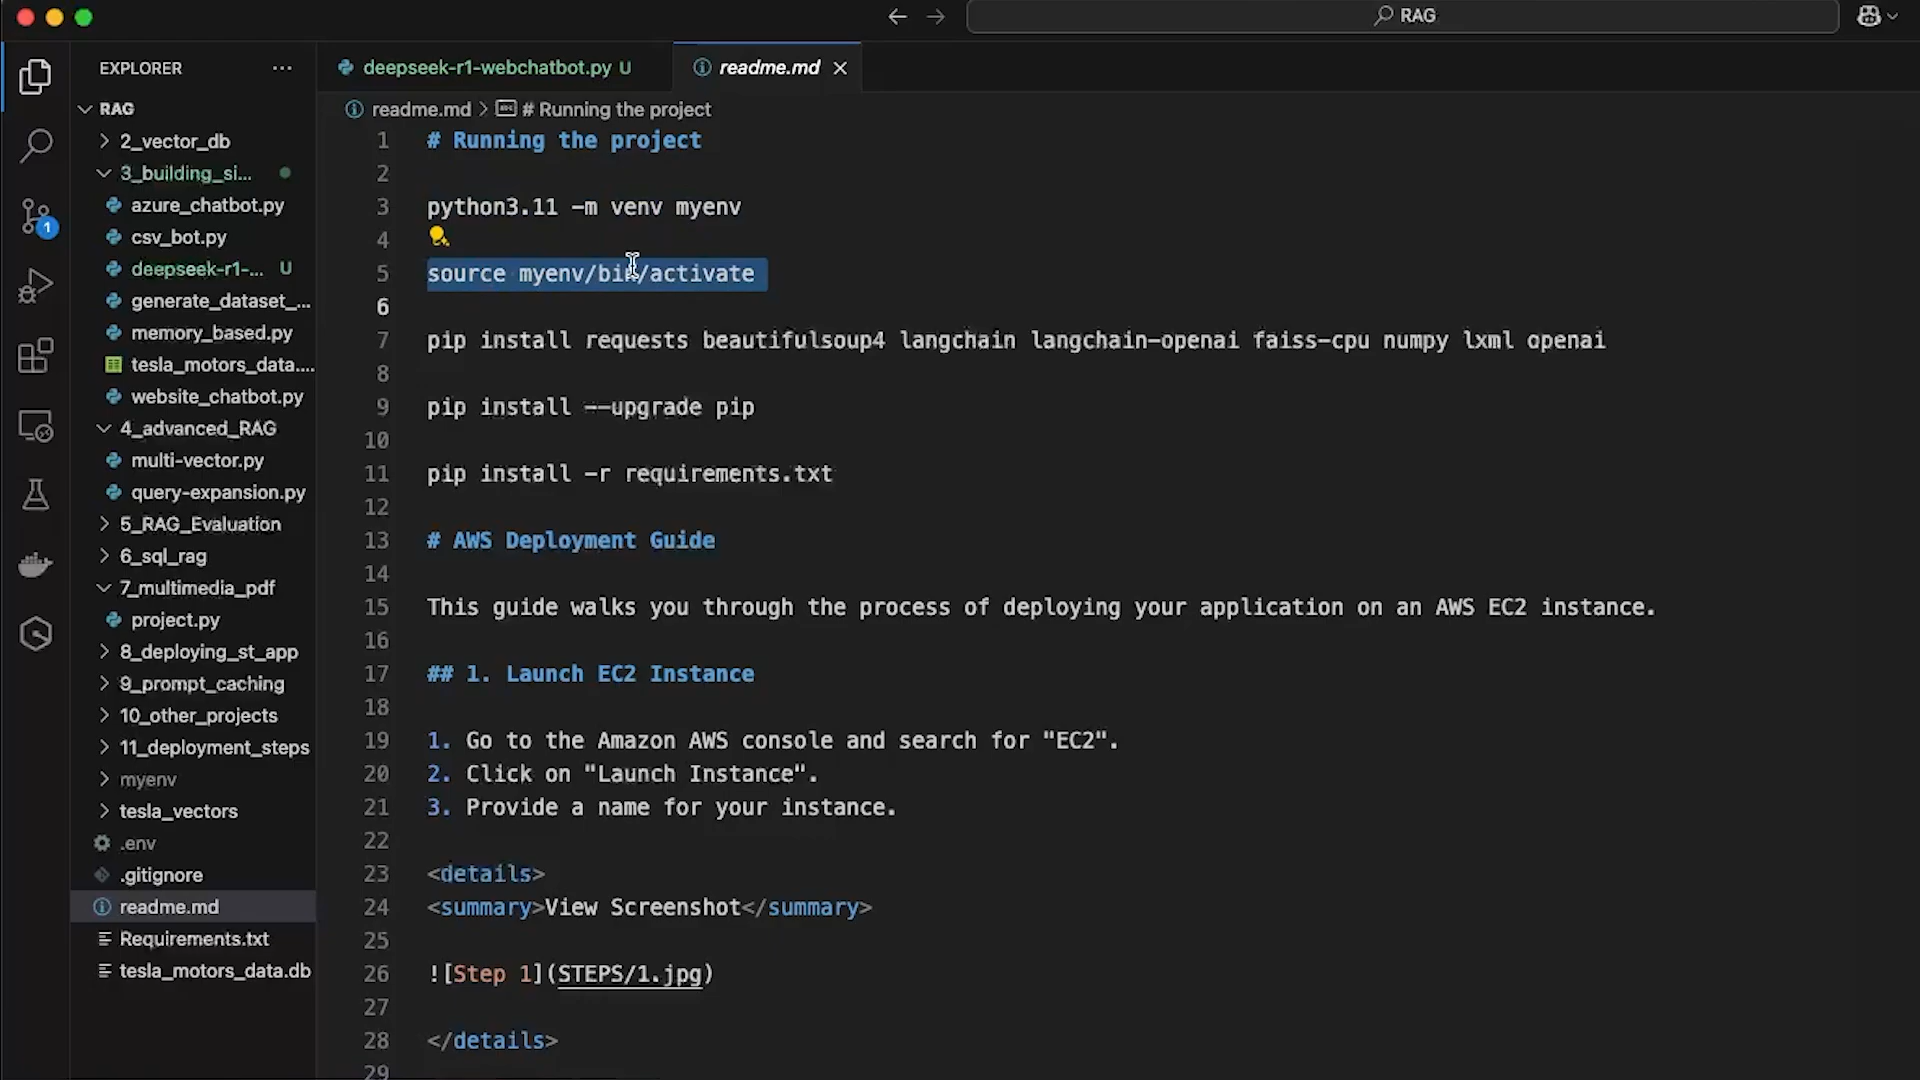 RAG
EXPLORER
RAG
2_vector_db
3_building_si...
azure_chatbot.py
csv_bot.py
deepseek-r1-... U
generate_dataset_...
memory_based.py
tesla_motors_data....
website_chatbot.py
4_advanced_RAG
multi-vector.py
query-expansion.py
5_RAG_Evaluation
6_sql_rag
7_multimedia_pdf
project.py
8_deploying_st_app
9_prompt_caching
10_other_projects
11_deployment_steps
myenv
tesla_vectors
.env
.gitignore
readme.md
Requirements.txt
tesla_motors_data.db
1
deepseek-r1-webchatbot.py U
readme.md
readme.md > # Running the project
1 # Running the project
2
3 python3.11 -m venv myenv
4
5 source myenv/bin/activate
6
7 pip install requests beautifulsoup4 langchain langchain-openai faiss-cpu numpy lxml openai
8
9 pip install --upgrade pip
10
11 pip install -r requirements.txt
12
13 # AWS Deployment Guide
14
15 This guide walks you through the process of deploying your application on an AWS EC2 instance.
16
17 ## 1. Launch EC2 Instance
18
19 1. Go to the Amazon AWS console and search for "EC2".
20 2. Click on "Launch Instance".
21 3. Provide a name for your instance.
22
23 <details>
24 <summary>View Screenshot</summary>
25
26 ![Step 1](STEPS/1.jpg)
27
28 </details>
29